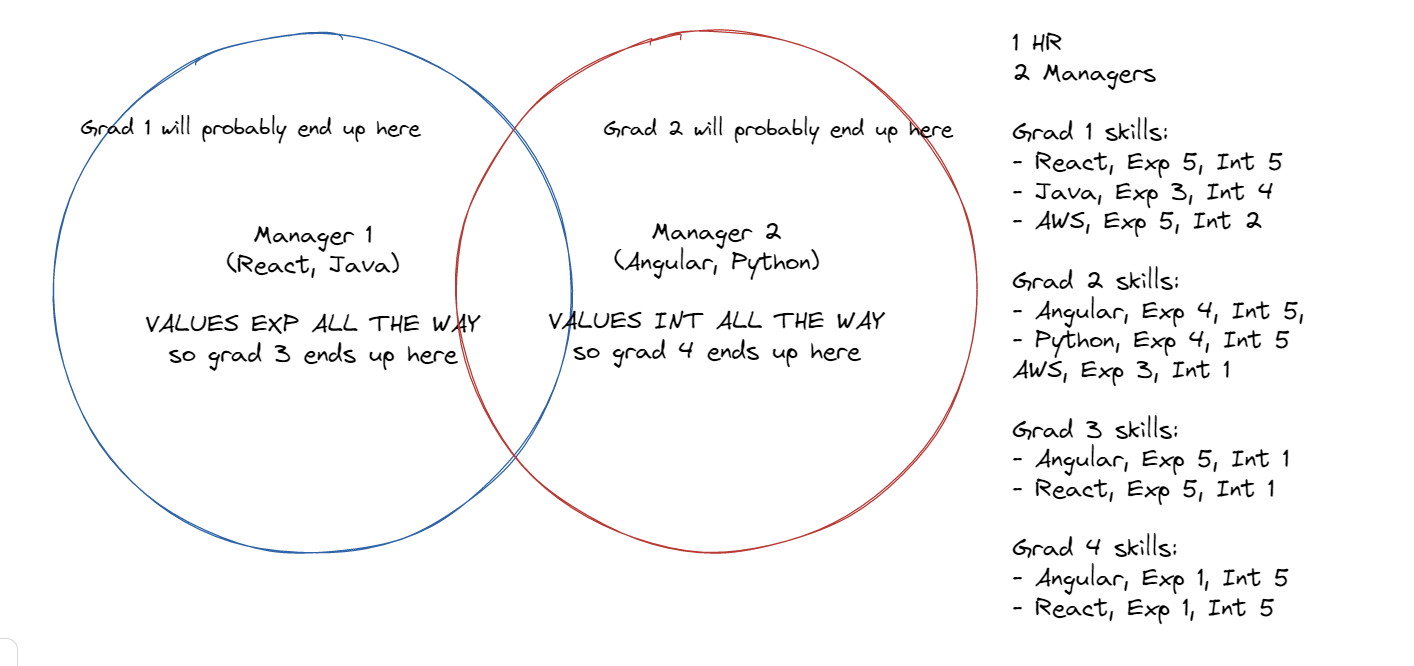 Grad 1 will probably end up here
Manager 1
(React, Java)
VALUES EXP ALL THE WAY
so grad 3 ends up here
Grad 2 will probably end up here
Manager 2
(Angular, Python)
VALUES INT ALL THE WAY
so grad 4 ends up here
1 HR
2 Managers
Grad 1 skills:
- React, Exp 5, Int 5
- Java, Exp 3, Int 4
- AWS, Exp 5, Int 2
Grad 2 skills:
- Angular, Exp 4, Int 5,
- Python, Exp 4, Int 5
AWS, Exp 3, Int 1
Grad 3 skills:
- Angular, Exp 5, Int 1
- React, Exp 5, Int 1
Grad 4 skills:
- Angular, Exp 1, Int 5
- React, Exp 1, Int 5